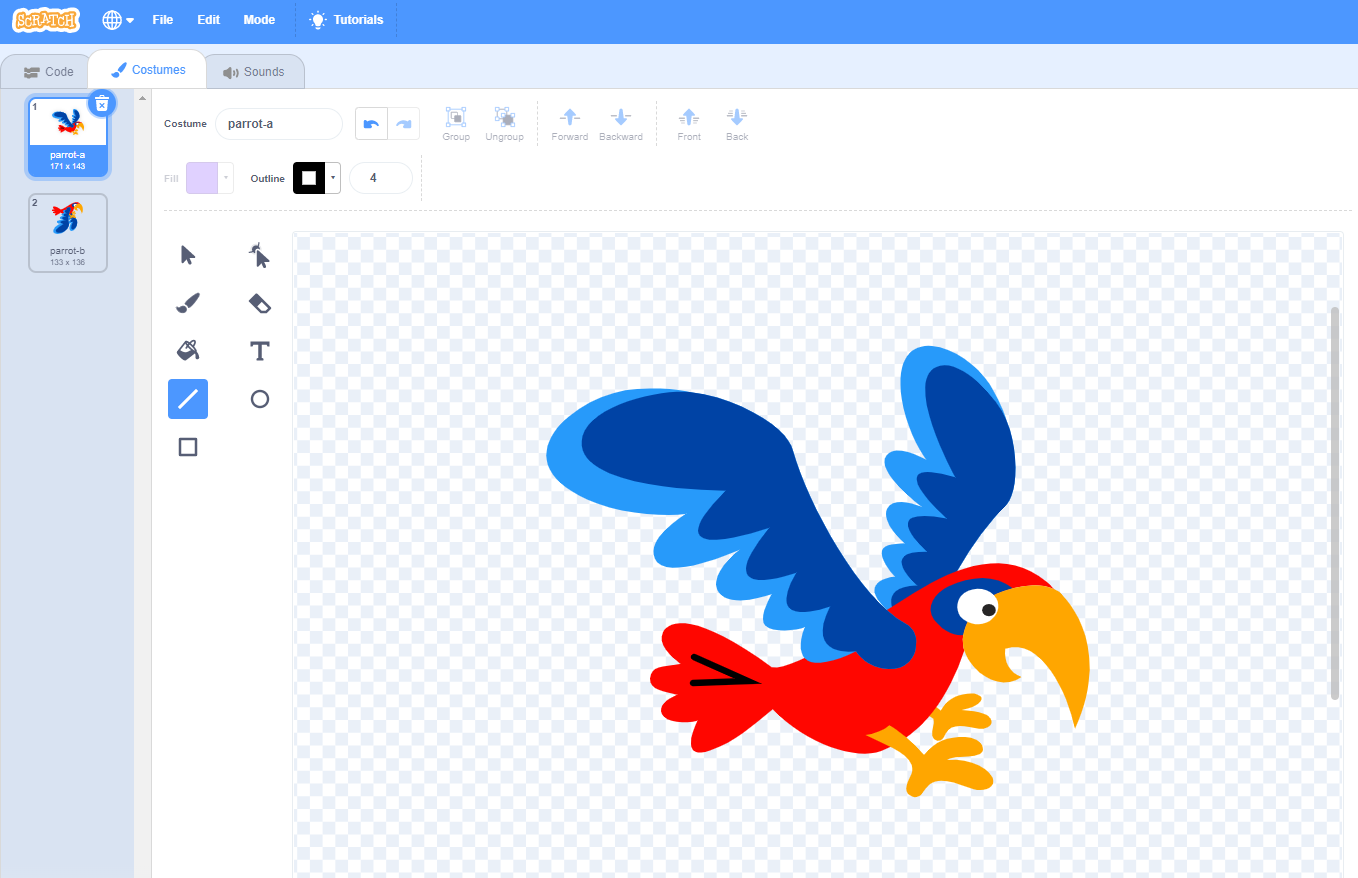 SCRATCH File Edit Mode Tutorials
Code Costumes Sounds
1
parrot-a
171 x 143
2
parrot-b
133 x 136
Costume parrot-a Group Ungroup Forward Backward Front Back
Fill Outline 4
T